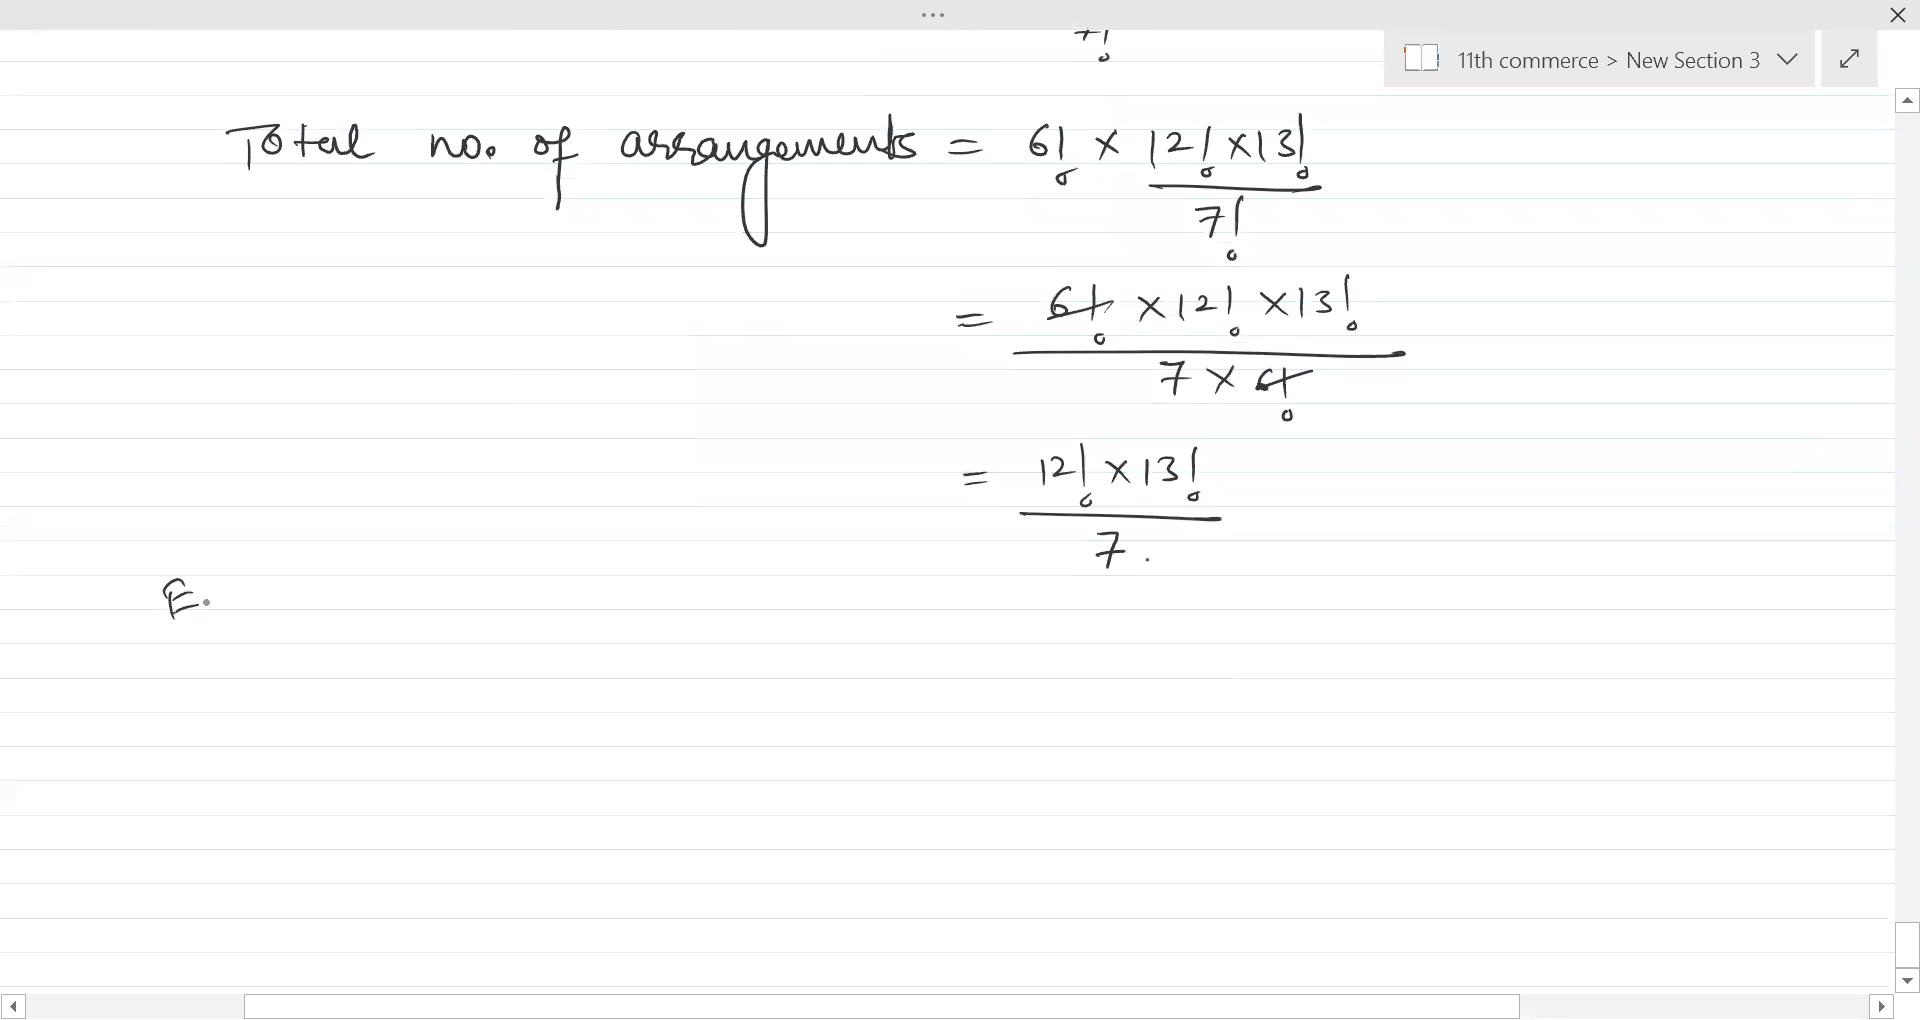 ...
7!
11th commerce > New Section 3
Total no. of arrangements = 6! × 12! × 13!
7!
= 6! × 12! × 13!
7 × 6!
= 12! × 13!
7.
E.